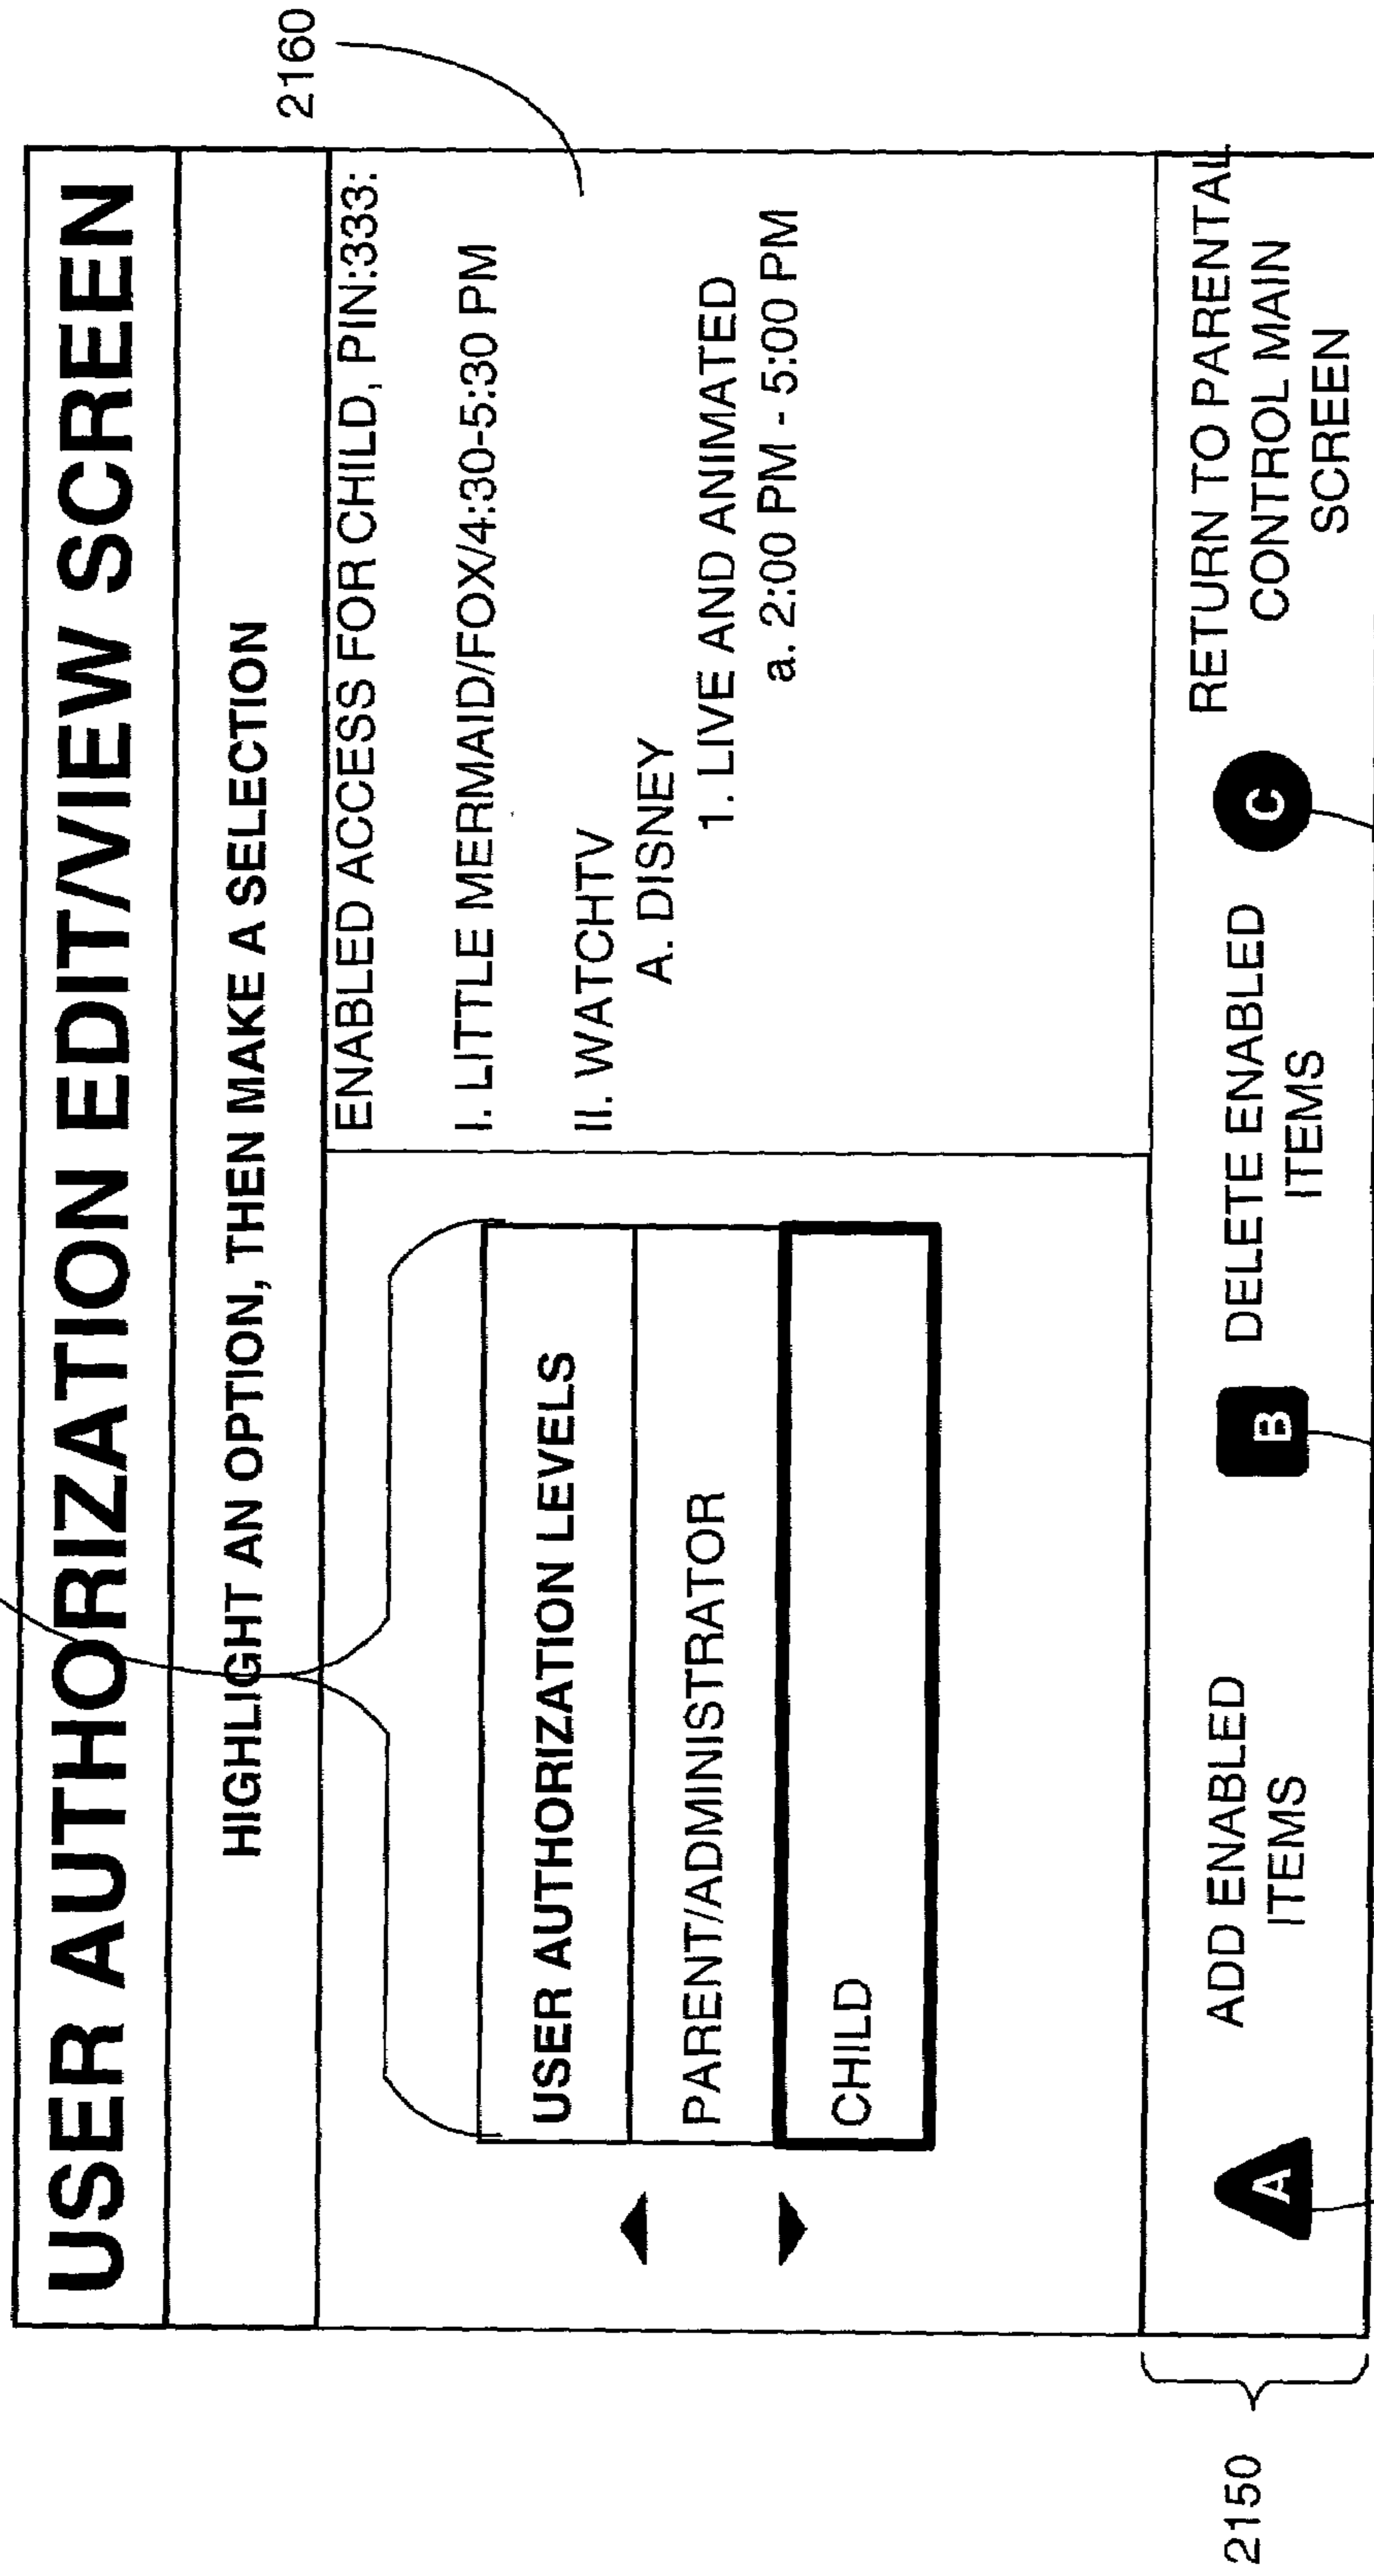 USER AUTHORIZATION EDIT/VIEW SCREEN
HIGHLIGHT AN OPTION, THEN MAKE A SELECTION
2160
USER AUTHORIZATION LEVELS
PARENT/ADMINISTRATOR
CHILD
ENABLED ACCESS FOR CHILD, PIN:333:
I. LITTLE MERMAID/FOX/4:30-5:30 PM
II. WATCHTV
A. DISNEY
1. LIVE AND ANIMATED
a. 2:00 PM - 5:00 PM
2150
A
ADD ENABLED
ITEMS
B
DELETE ENABLED
ITEMS
C
RETURN TO PARENTAL
CONTROL MAIN
SCREEN